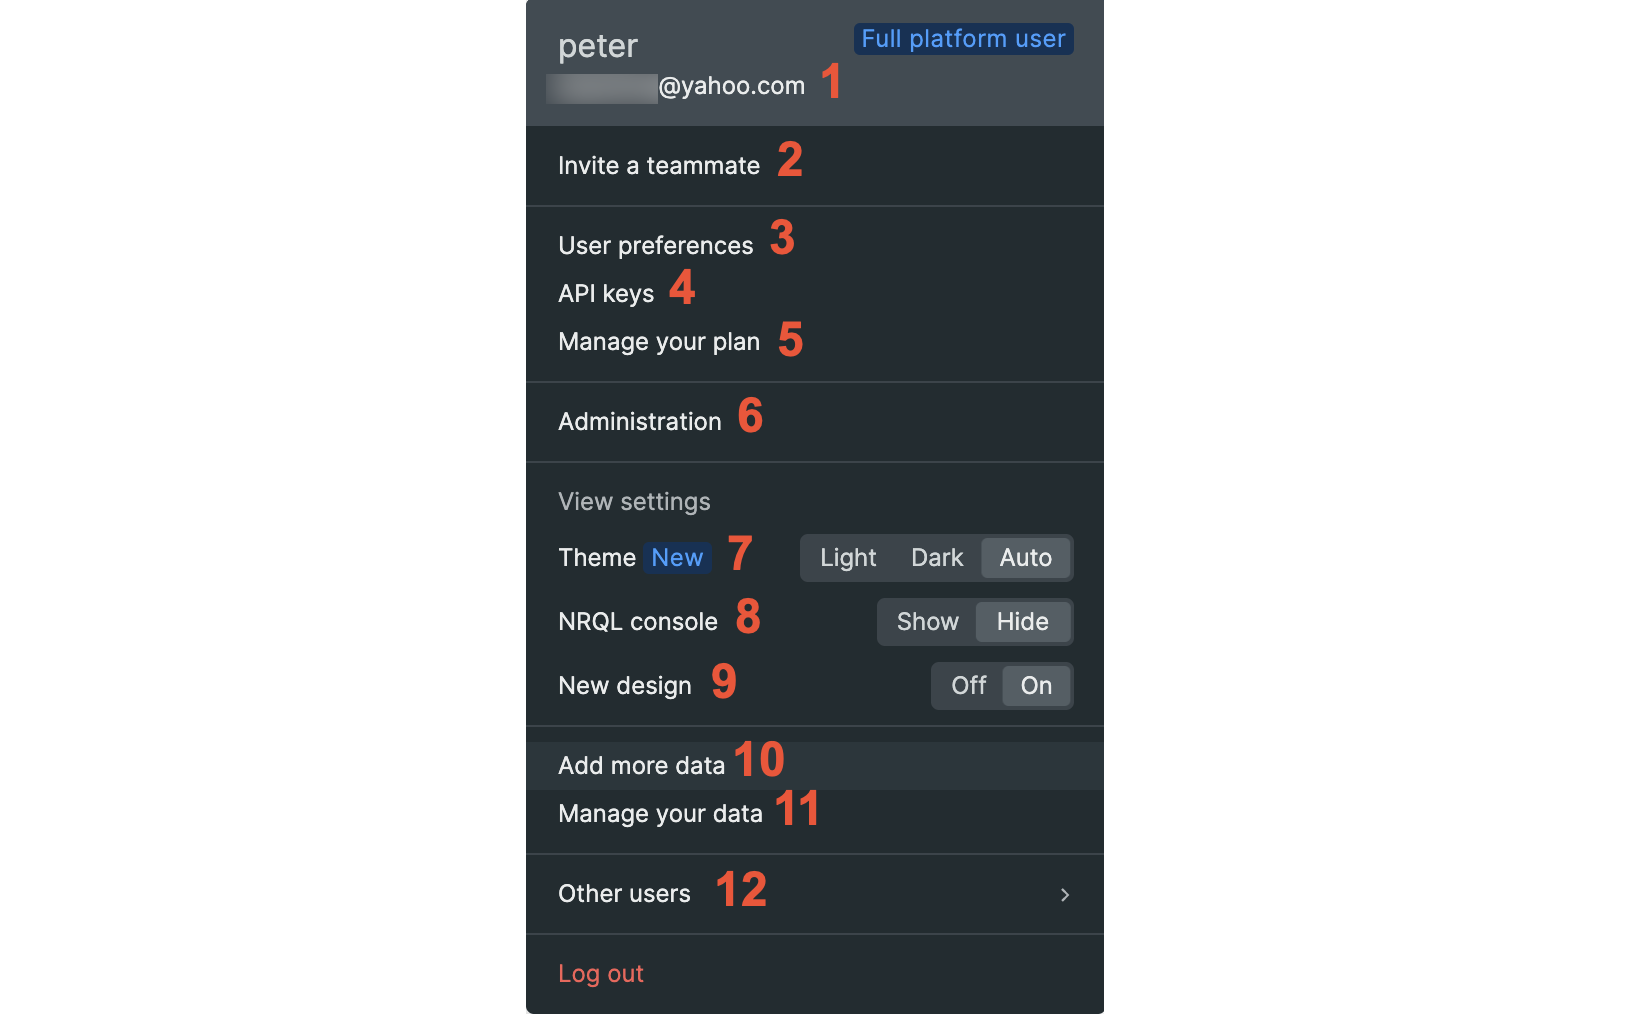 peter Full platform user
@yahoo.com 1
Invite a teammate 2
User preferences 3
API keys 4
Manage your plan 5
Administration 6
View settings
Theme New 7 Light Dark Auto
NRQL console 8 Show Hide
New design 9 Off On
Add more data 10
Manage your data 11
Other users 12
Log out